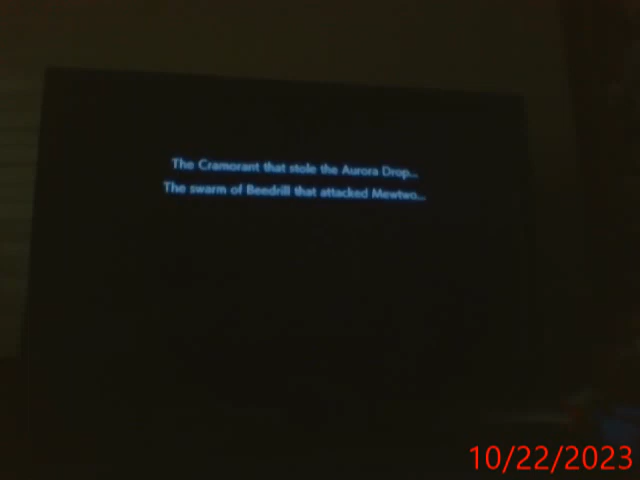 The Cramorant that stole the Aurora Drop...
The swarm of Beedrill that attacked Mewtwo...
10/22/2023